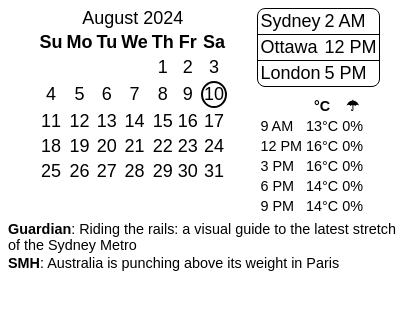 August 2024
Su Mo Tu We Th Fr Sa
1 2 3
4 5 6 7 8 9 10
11 12 13 14 15 16 17
18 19 20 21 22 23 24
25 26 27 28 29 30 31
Sydney 2 AM
Ottawa 12 PM
London 5 PM
°C ☂
9 AM 13°C 0%
12 PM 16°C 0%
3 PM 16°C 0%
6 PM 14°C 0%
9 PM 14°C 0%
Guardian: Riding the rails: a visual guide to the latest stretch
of the Sydney Metro
SMH: Australia is punching above its weight in Paris